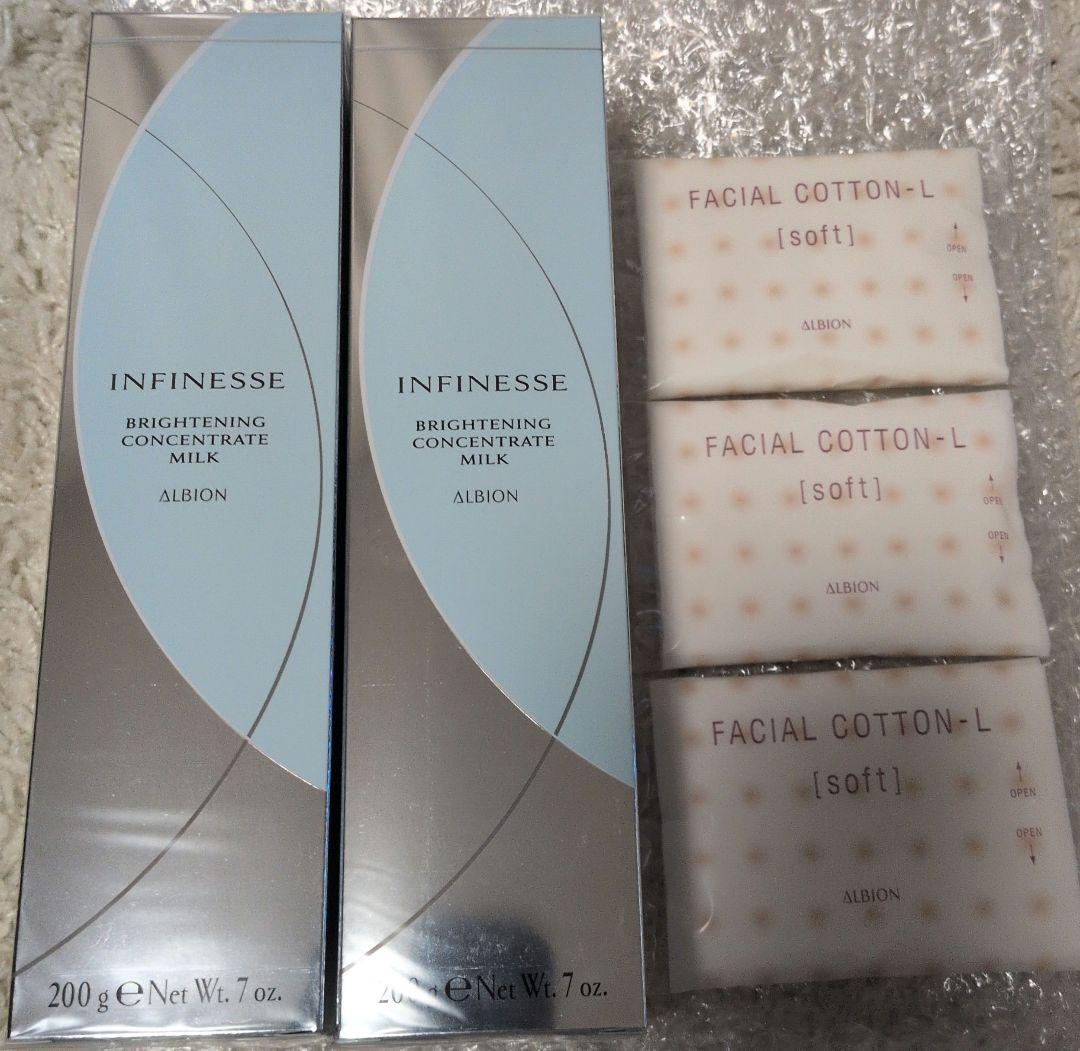 INFINESSE
BRIGHTENING
CONCENTRATE
MILK
ALBION
200 g e Net Wt. 7 oz.
INFINESSE
BRIGHTENING
CONCENTRATE
MILK
ALBION
200 g e Net Wt. 7 oz.
FACIAL COTTON-L
[soft]
OPEN
OPEN
ALBION
FACIAL COTTON-L
[soft]
OPEN
OPEN
ALBION
FACIAL COTTON-L
[soft]
OPEN
OPEN
ALBION